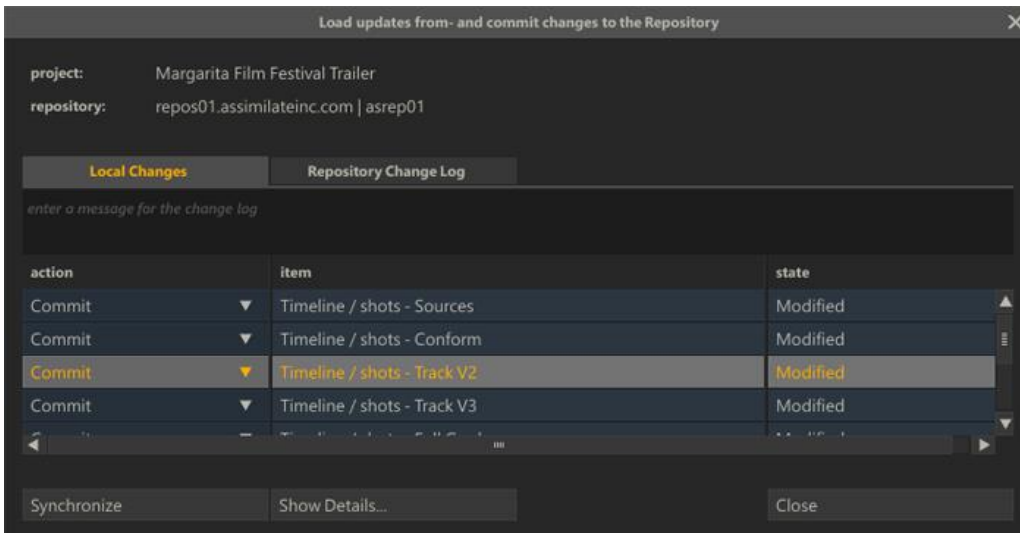 Load updates from- and commit changes to the Repository
project: Margarita Film Festival Trailer
repository: repos01.assimilateinc.com | asrep01
Local Changes Repository Change Log
enter a message for the change log
action item state
Commit Timeline / shots - Sources Modified
Commit Timeline / shots - Conform Modified
Commit Timeline / shots - Track V2 Modified
Commit Timeline / shots - Track V3 Modified
Synchronize Show Details... Close